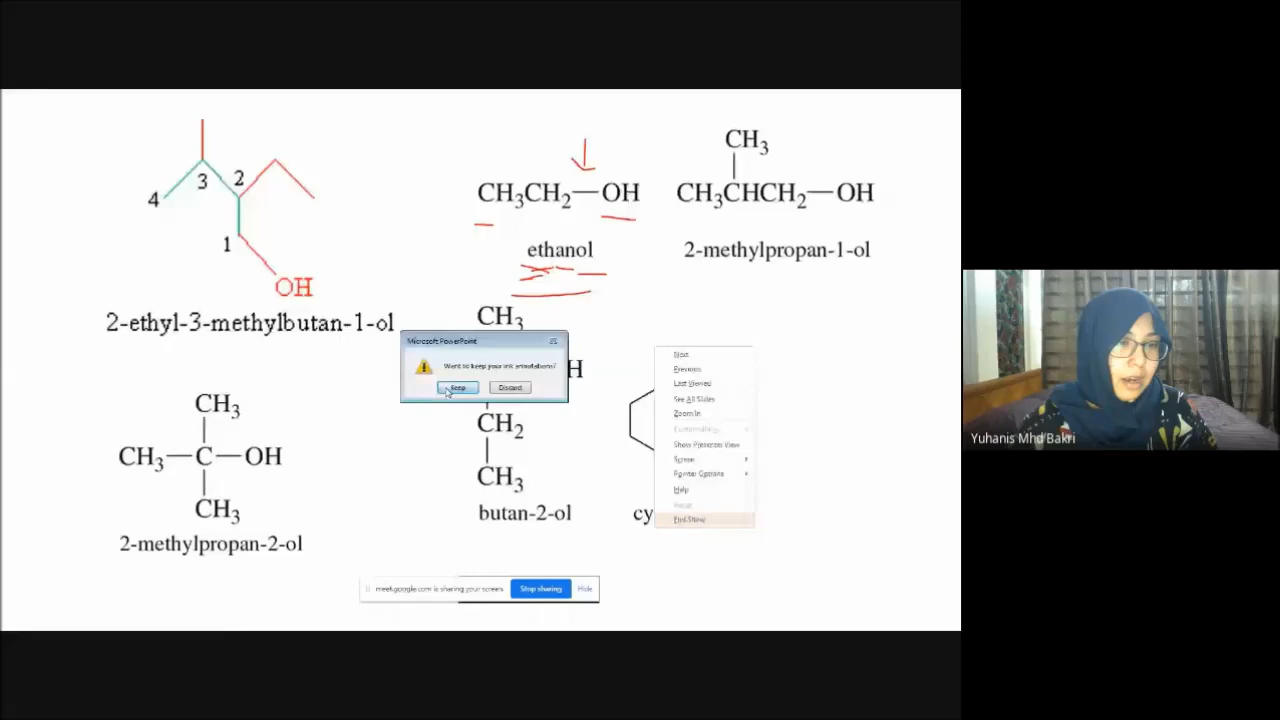 CH3
4
3
2
CH3CH2—OH
CH3CHCH2—OH
1
OH
ethanol
2-methylpropan-1-ol
2-ethyl-3-methylbutan-1-ol
CH3
Microsoft PowerPoint
Want to keep your ink annotations?
Keep
Discard
H
Next
Previous
Last Viewed
See All Slides
Zoom In
Show Presenter View
Screen
Pointer Options
Help
End Show
CH3
CH3—C—OH
CH3
CH2
CH3
2-methylpropan-2-ol
butan-2-ol
cy
meet.google.com is sharing your screen.
Stop sharing
Hide
Yuhanis Mhd Bakri